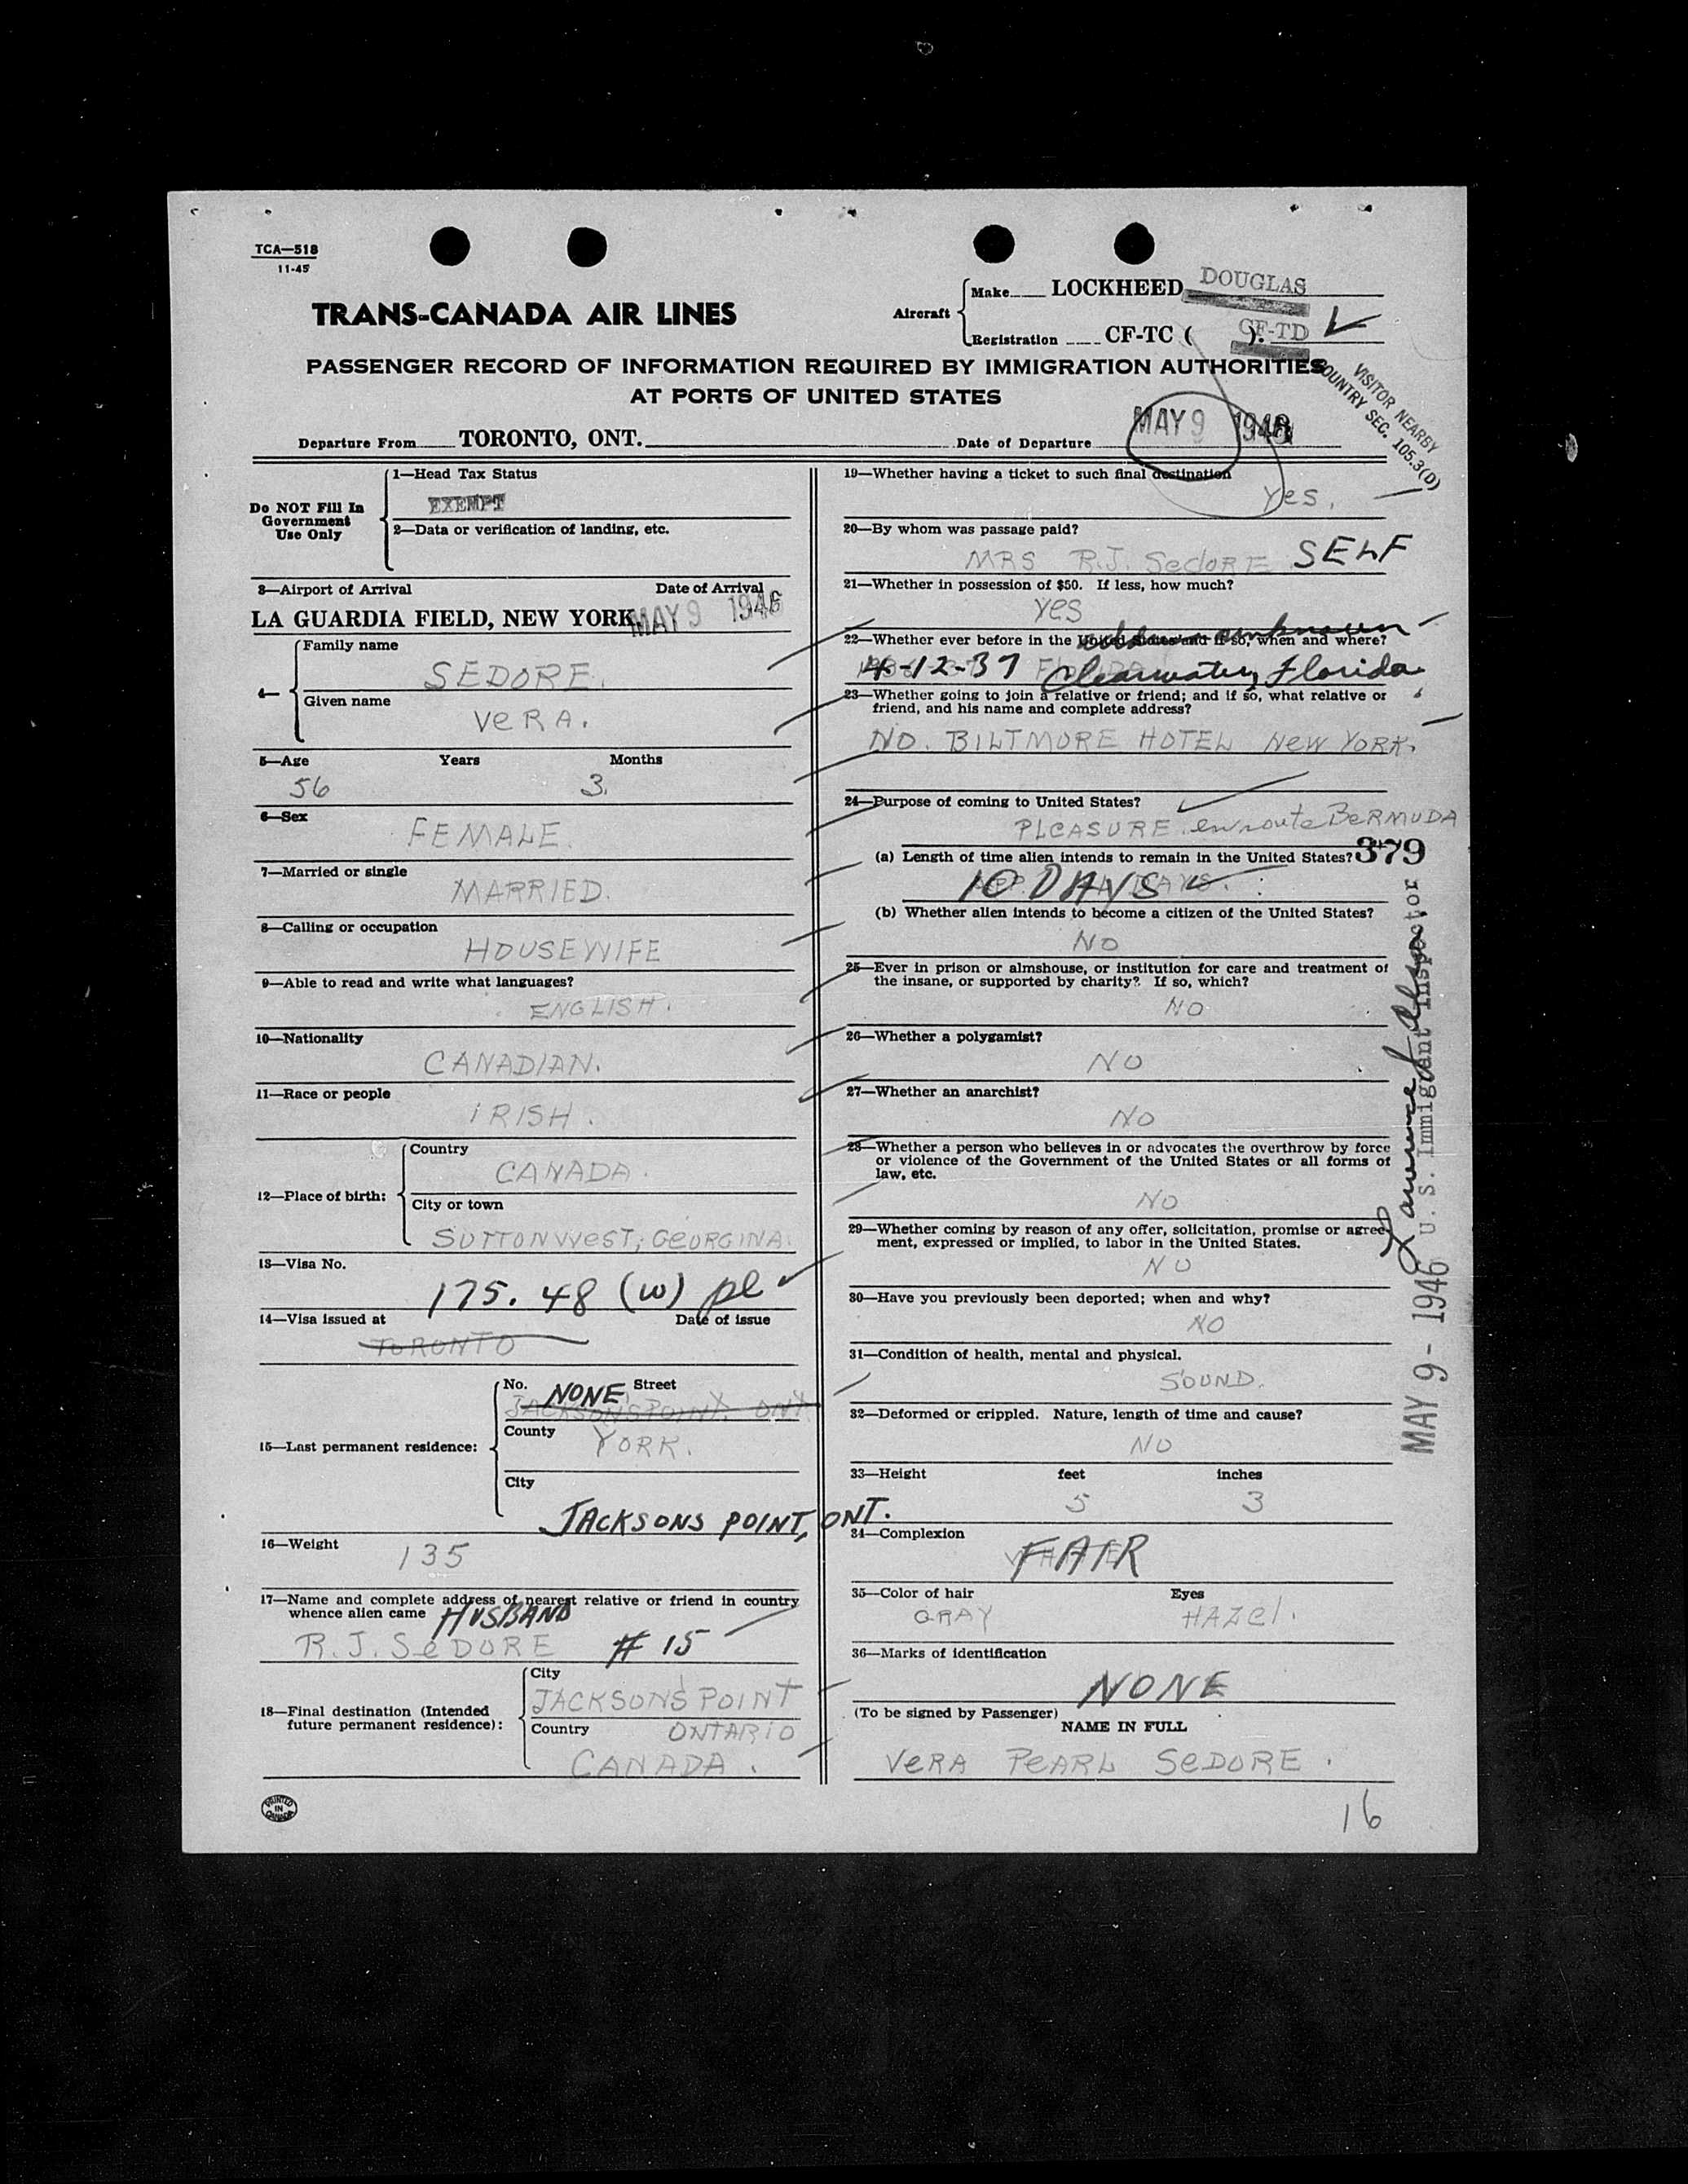 TCA—518
11-45
TRANS-CANADA AIR LINES
Aircraft
Make LOCKHEED DOUGLAS
Registration CF-TC ( ). CF-TD
PASSENGER RECORD OF INFORMATION REQUIRED BY IMMIGRATION AUTHORITIES
AT PORTS OF UNITED STATES
VISITOR NEARBY
COUNTRY SEC. 105.3(D)
Departure From TORONTO, ONT. Date of Departure MAY 9 1946
Do NOT Fill In
Government
Use Only
1—Head Tax Status
EXEMPT
2—Data or verification of landing, etc.
3—Airport of Arrival Date of Arrival
LA GUARDIA FIELD, NEW YORK MAY 9 1946
4—
Family name
SEDORE.
Given name
VERA.
5—Age Years Months
56 3.
6—Sex
FEMALE.
7—Married or single
MARRIED.
8—Calling or occupation
HOUSEWIFE
9—Able to read and write what languages?
ENGLISH.
10—Nationality
CANADIAN.
11—Race or people
IRISH.
12—Place of birth:
Country
CANADA.
City or town
SUTTON WEST, GEORGINA.
13—Visa No.
175.48 (w) pl
14—Visa issued at Date of issue
TORONTO
15—Last permanent residence:
No. NONE Street
JACKSONS POINT. ONT
County YORK.
City
JACKSONS POINT, ONT.
16—Weight
135
17—Name and complete address of nearest relative or friend in country
whence alien came HUSBAND
R.J. SEDORE # 15
18—Final destination (Intended
future permanent residence):
City
JACKSON'S POINT
Country ONTARIO
CANADA.
PRINTED
IN
CANADA
19—Whether having a ticket to such final destination
Yes.
20—By whom was passage paid?
MRS R.J. SEDORE SELF
21—Whether in possession of $50. If less, how much?
YES
22—Whether ever before in the United States and if so, when and where?
unknown
4-12-37 Clearwater, Florida
23—Whether going to join a relative or friend; and if so, what relative or
friend, and his name and complete address?
NO. BILTMORE HOTEL NEW YORK.
24—Purpose of coming to United States?
PLEASURE enroute BERMUDA
(a) Length of time alien intends to remain in the United States? 379
10 DAYS
(b) Whether alien intends to become a citizen of the United States?
NO
25—Ever in prison or almshouse, or institution for care and treatment of
the insane, or supported by charity? If so, which?
NO
26—Whether a polygamist?
NO
27—Whether an anarchist?
NO
28—Whether a person who believes in or advocates the overthrow by force
or violence of the Government of the United States or all forms of
law, etc.
NO
29—Whether coming by reason of any offer, solicitation, promise or agree-
ment, expressed or implied, to labor in the United States.
NO
30—Have you previously been deported; when and why?
NO
31—Condition of health, mental and physical.
SOUND.
32—Deformed or crippled. Nature, length of time and cause?
NO
33—Height feet inches
5 3
34—Complexion
FAIR
35—Color of hair Eyes
GRAY HAZEL.
36—Marks of identification
NONE
(To be signed by Passenger)
NAME IN FULL
VERA PEARL SEDORE.
16
Lawrence
MAY 9 - 1946 U. S. Immigrant Inspector